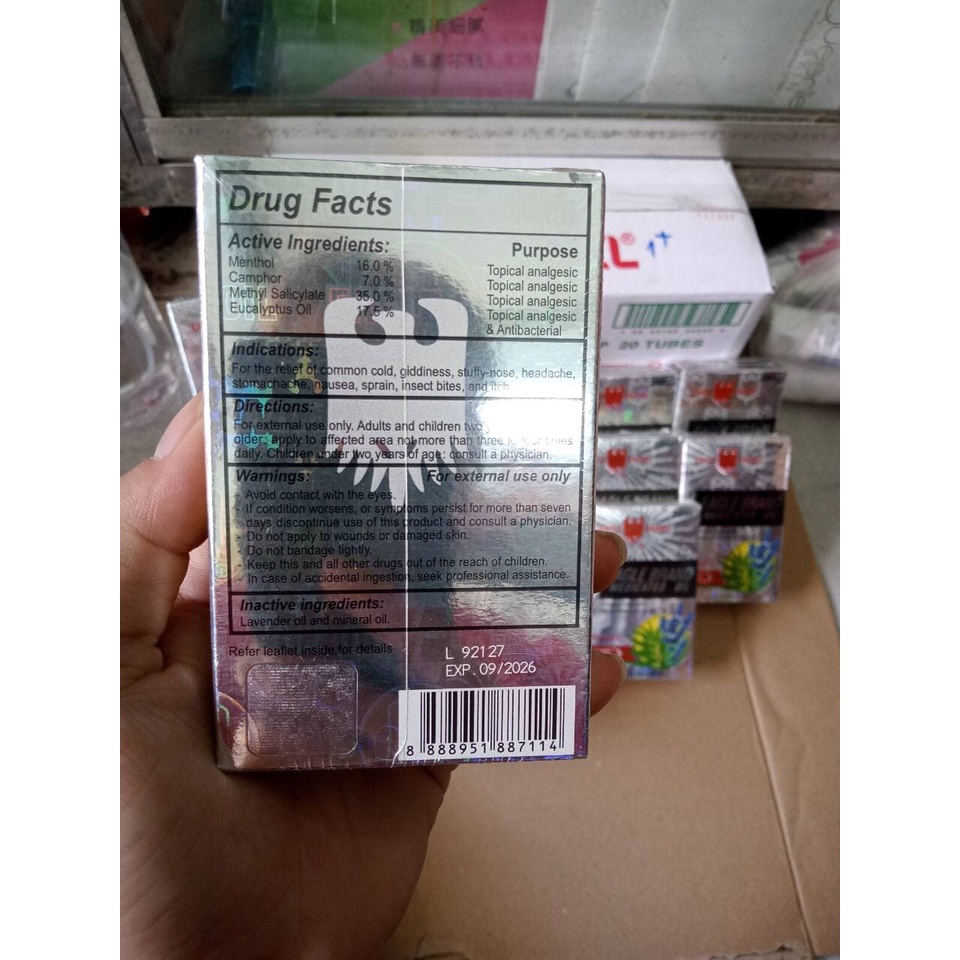 精準細膩
Drug Facts
Active Ingredients:
Purpose
Menthol 16.0 % Topical analgesic
Camphor 7.0 % Topical analgesic
Methyl Salicylate 35.0 % Topical analgesic
Eucalyptus Oil 17.5 % Topical analgesic
& Antibacterial
Indications:
For the relief of common cold, giddiness, stuffy-nose, headache,
stomachache, nausea, sprain, insect bites, and itch.
Directions:
For external use only. Adults and children two
older: apply to affected area not more than three to four times
daily. Children under two years of age: consult a physician.
Warnings: For external use only
- Avoid contact with the eyes.
- If condition worsens, or symptoms persist for more than seven
days discontinue use of this product and consult a physician.
- Do not apply to wounds or damaged skin.
- Do not bandage tightly.
- Keep this and all other drugs out of the reach of children.
- In case of accidental ingestion, seek professional assistance.
Inactive ingredients:
Lavender oil and mineral oil.
Refer leaflet inside for details
L 92127
EXP. 09/2026
8 888951 887114
1+
20 TUBES